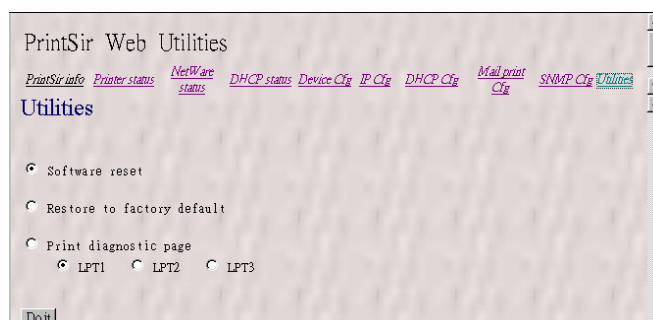 PrintSir Web Utilities
PrintSir info Printer status NetWare status DHCP status Device Cfg IP Cfg DHCP Cfg Mail print Cfg SNMP Cfg Utilities
Utilities
Software reset
Restore to factory default
Print diagnostic page
LPT1 LPT2 LPT3
Do it